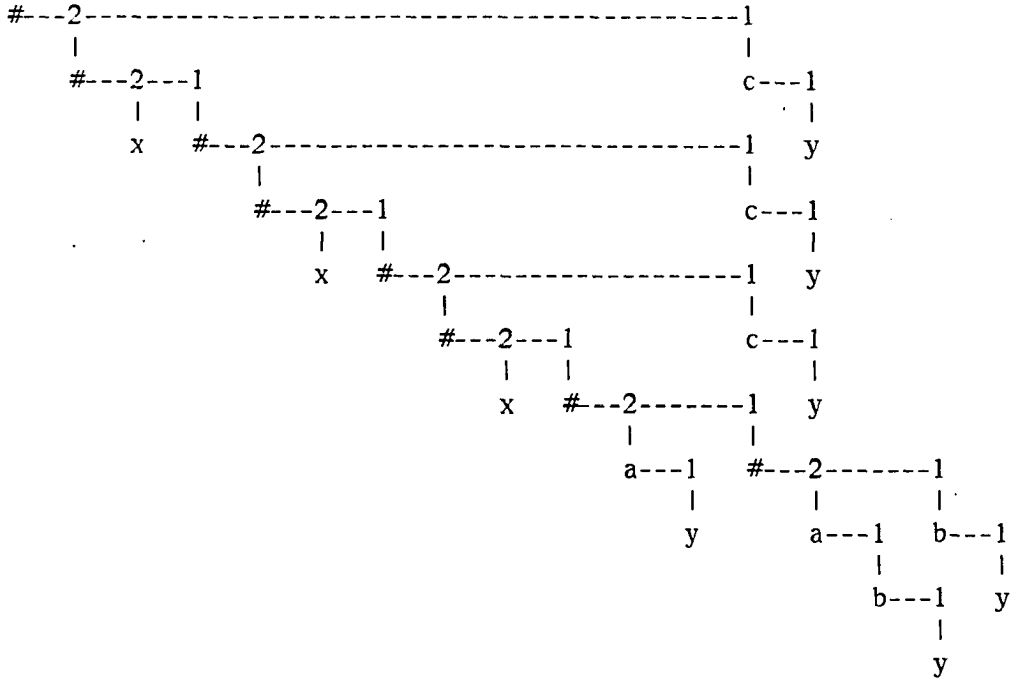 #---2-------------------------------------------1
|                                           |
#---2---1                                   c---1
|   |                                       |
x   #---2-------------------------------1   y
|                               |
#---2---1                       c---1
|   |                           |
x   #---2-------------------1   y
|                   |
#---2---1           c---1
|   |               |
x   #---2-------1   y
|       |
a---1   #---2-------1
|       |       |
y       a---1   b---1
|       |
b---1   y
|
y